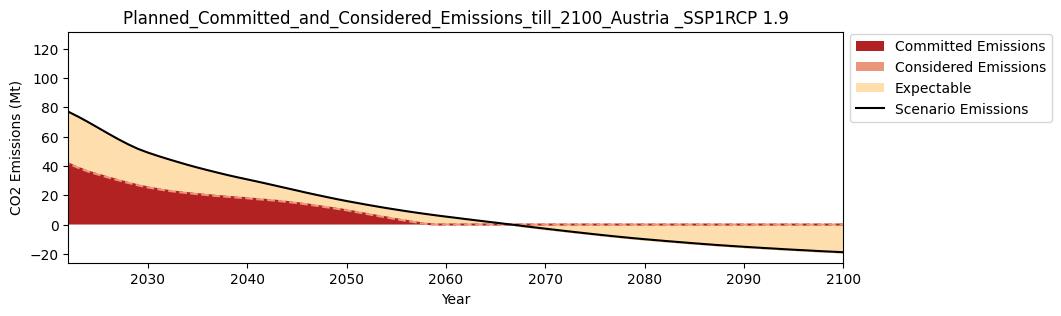 Planned_Committed_and_Considered_Emissions_till_2100_Austria _SSP1RCP 1.9
Committed Emissions
Considered Emissions
Expectable
Scenario Emissions
CO2 Emissions (Mt)
120
100
80
60
40
20
0
−20
2030
2040
2050
2060
2070
2080
2090
2100
Year